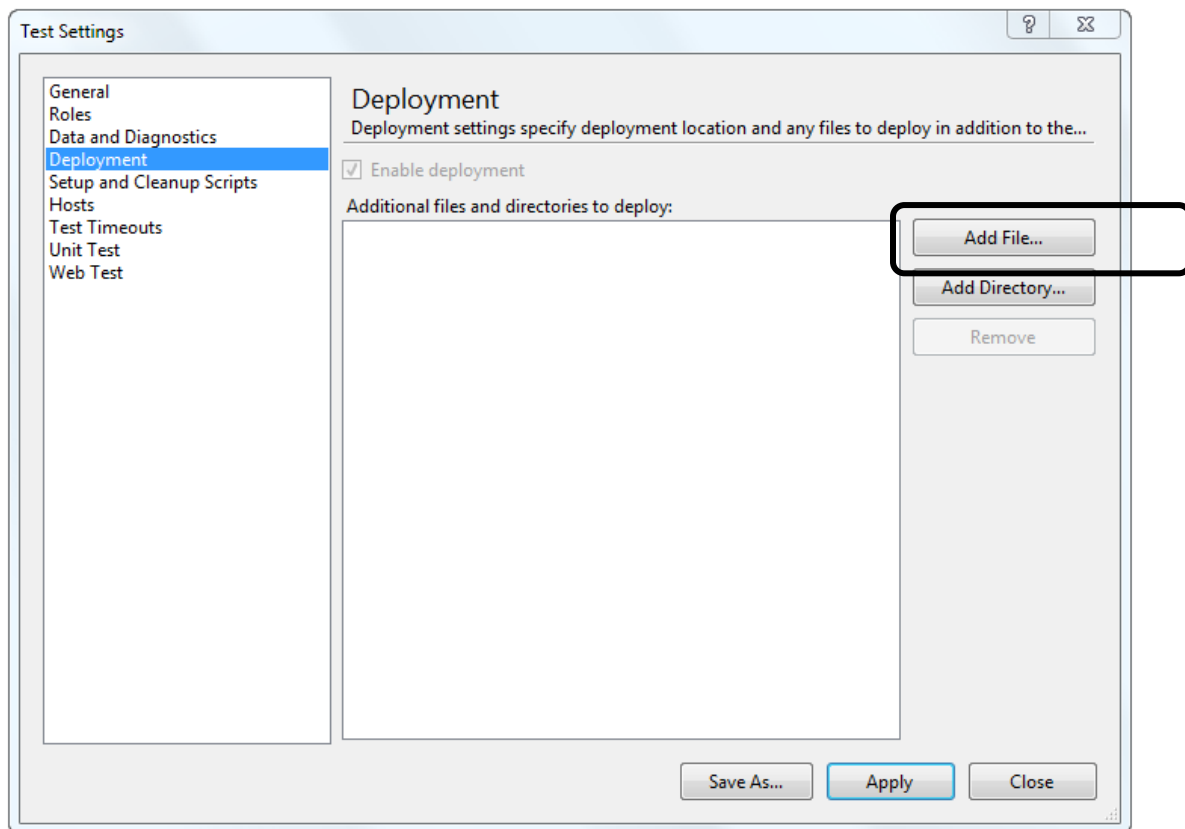 Test Settings
General
Roles
Data and Diagnostics
Deployment
Setup and Cleanup Scripts
Hosts
Test Timeouts
Unit Test
Web Test
Deployment
Deployment settings specify deployment location and any files to deploy in addition to the...
Enable deployment
Additional files and directories to deploy:
Add File...
Add Directory...
Remove
Save As...
Apply
Close